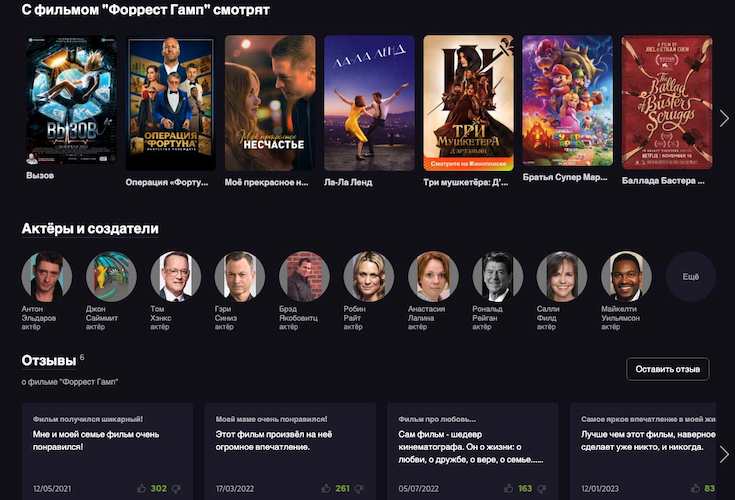 С фильмом "Форрест Гамп" смотрят
ВЫЗОВ
ОПЕРАЦИЯ
ФОРТУНА
Моё прекрасное
НЕСЧАСТЬЕ
ЛА-ЛА ЛЕНД
ТРИ
МУШКЕТЕРА
Д'АРТАНЬЯН
Смотрите на Кинопоиске
A FILM BY
JOEL & ETHAN COEN
The
Ballad
of
Buster
Scruggs
NETFLIX | NOVEMBER 16
Вызов
Операция «Форту...
Моё прекрасное н...
Ла-Ла Ленд
Три мушкетёра: Д'...
Братья Супер Мар...
Баллада Бастера ...
Актёры и создатели
Ещё
Антон Эльдаров актёр
Джон Саймит актёр
Том Хэнкс актёр
Гэри Синиз актёр
Брэд Якобовитц актёр
Робин Райт актёр
Анастасия Лапина актёр
Рональд Рейган актёр
Салли Филд актёр
Майкелти Уильямсон актёр
Отзывы 6
Оставить отзыв
о фильме "Форрест Гамп"
Фильм получился шикарный!
Мне и моей семье фильм очень
понравился!
12/05/2021 302
Моей маме очень понравился!
Этот фильм произвёл на неё
огромное впечатление.
17/03/2022 261
Фильм про любовь...
Сам фильм - шедевр
кинематографа. Он о жизни: о
любви, о дружбе, о вере, о семье......
05/07/2022 163
Самое яркое впечатление в моей жи
Лучше чем этот фильм, наверное
сделает уже никто, и никогда.
12/01/2023 83